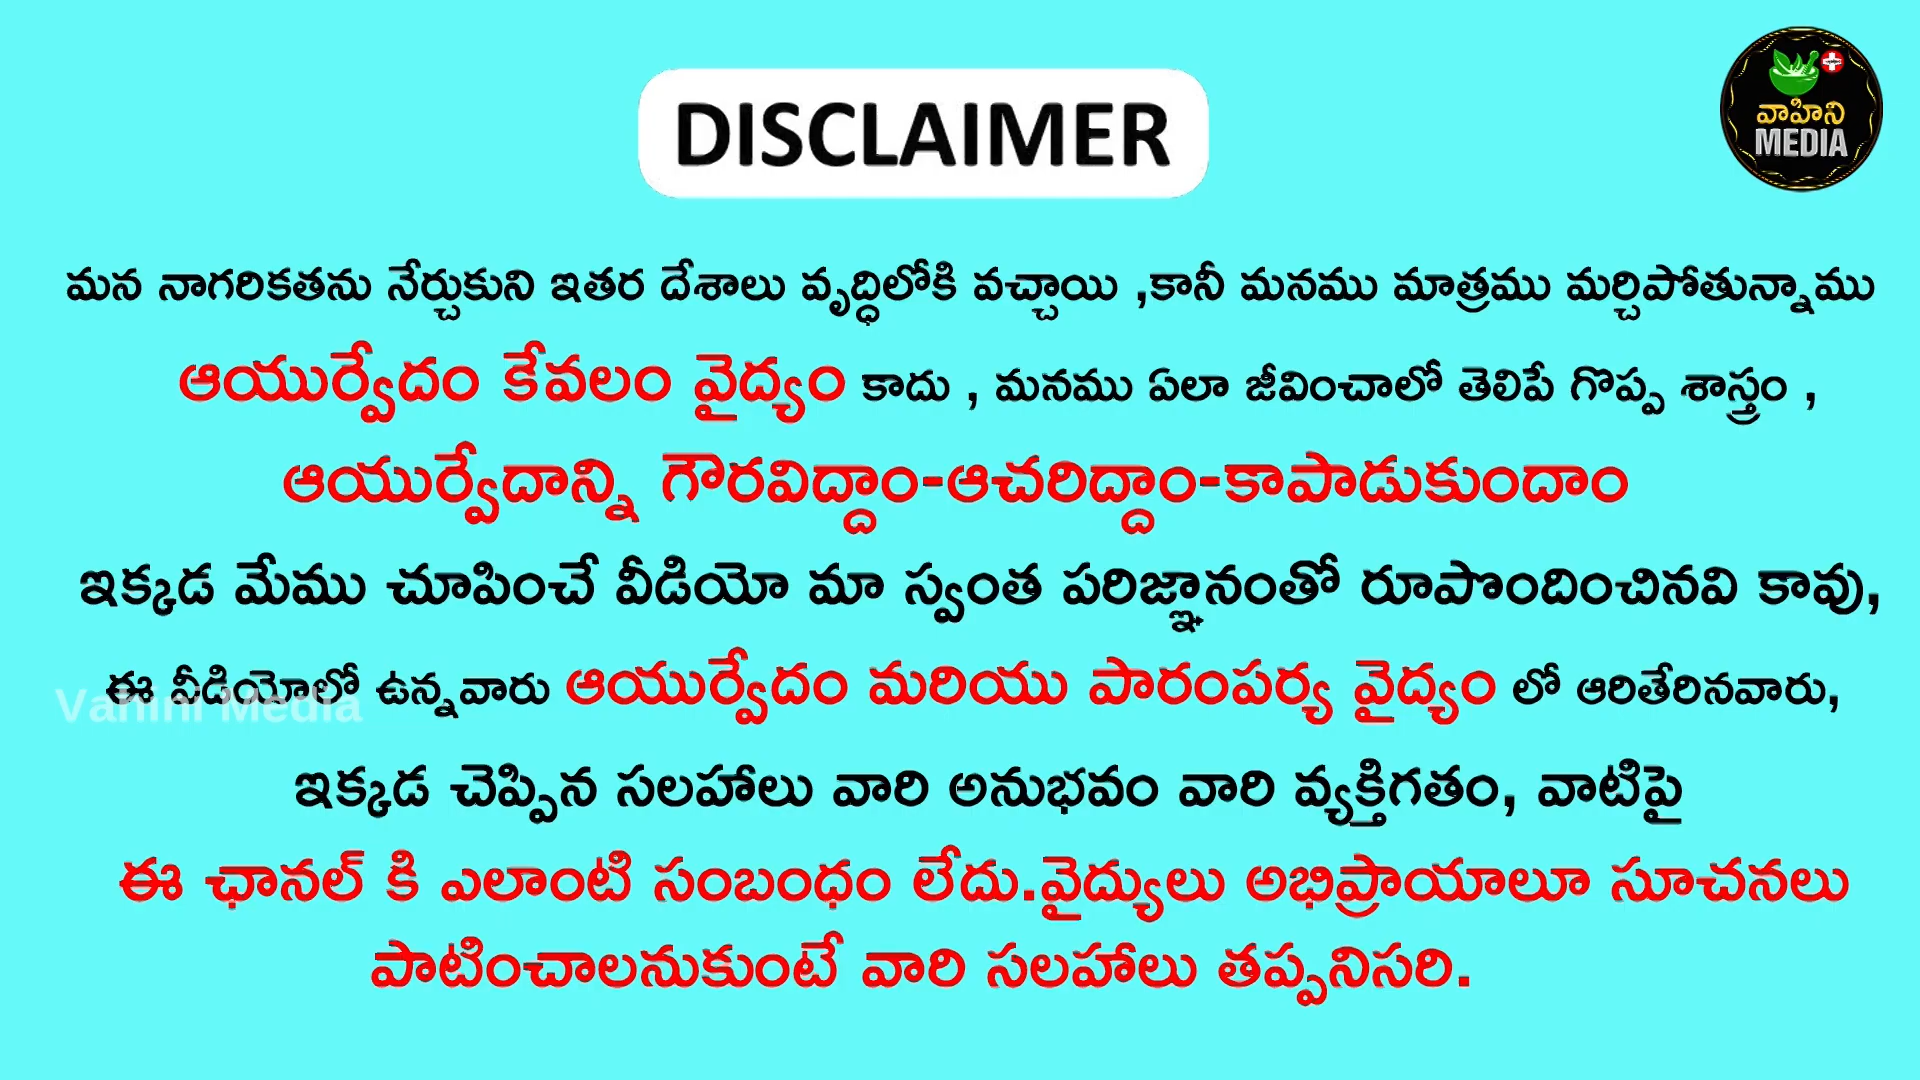 DISCLAIMER
వాహిని
MEDIA
మన నాగరికతను నేర్చుకుని ఇతర దేశాలు వృద్ధిలోకి వచ్చాయి ,కానీ మనము మాత్రము మర్చిపోతున్నాము
ఆయుర్వేదం కేవలం వైద్యం కాదు , మనము ఏలా జీవించాలో తెలిపే గొప్ప శాస్త్రం ,
ఆయుర్వేదాన్ని గౌరవిద్దాం-ఆచరిద్దాం-కాపాడుకుందాం
ఇక్కడ మేము చూపించే వీడియో మా స్వంత పరిజ్ఞానంతో రూపొందించినవి కావు,
ఈ వీడియోలో ఉన్నవారు ఆయుర్వేదం మరియు పారంపర్య వైద్యం లో ఆరితేరినవారు,
Vahini Media
ఇక్కడ చెప్పిన సలహాలు వారి అనుభవం వారి వ్యక్తిగతం, వాటిపై
ఈ ఛానల్ కి ఎలాంటి సంబంధం లేదు.వైద్యులు అభిప్రాయాలూ సూచనలు
పాటించాలనుకుంటే వారి సలహాలు తప్పనిసరి.